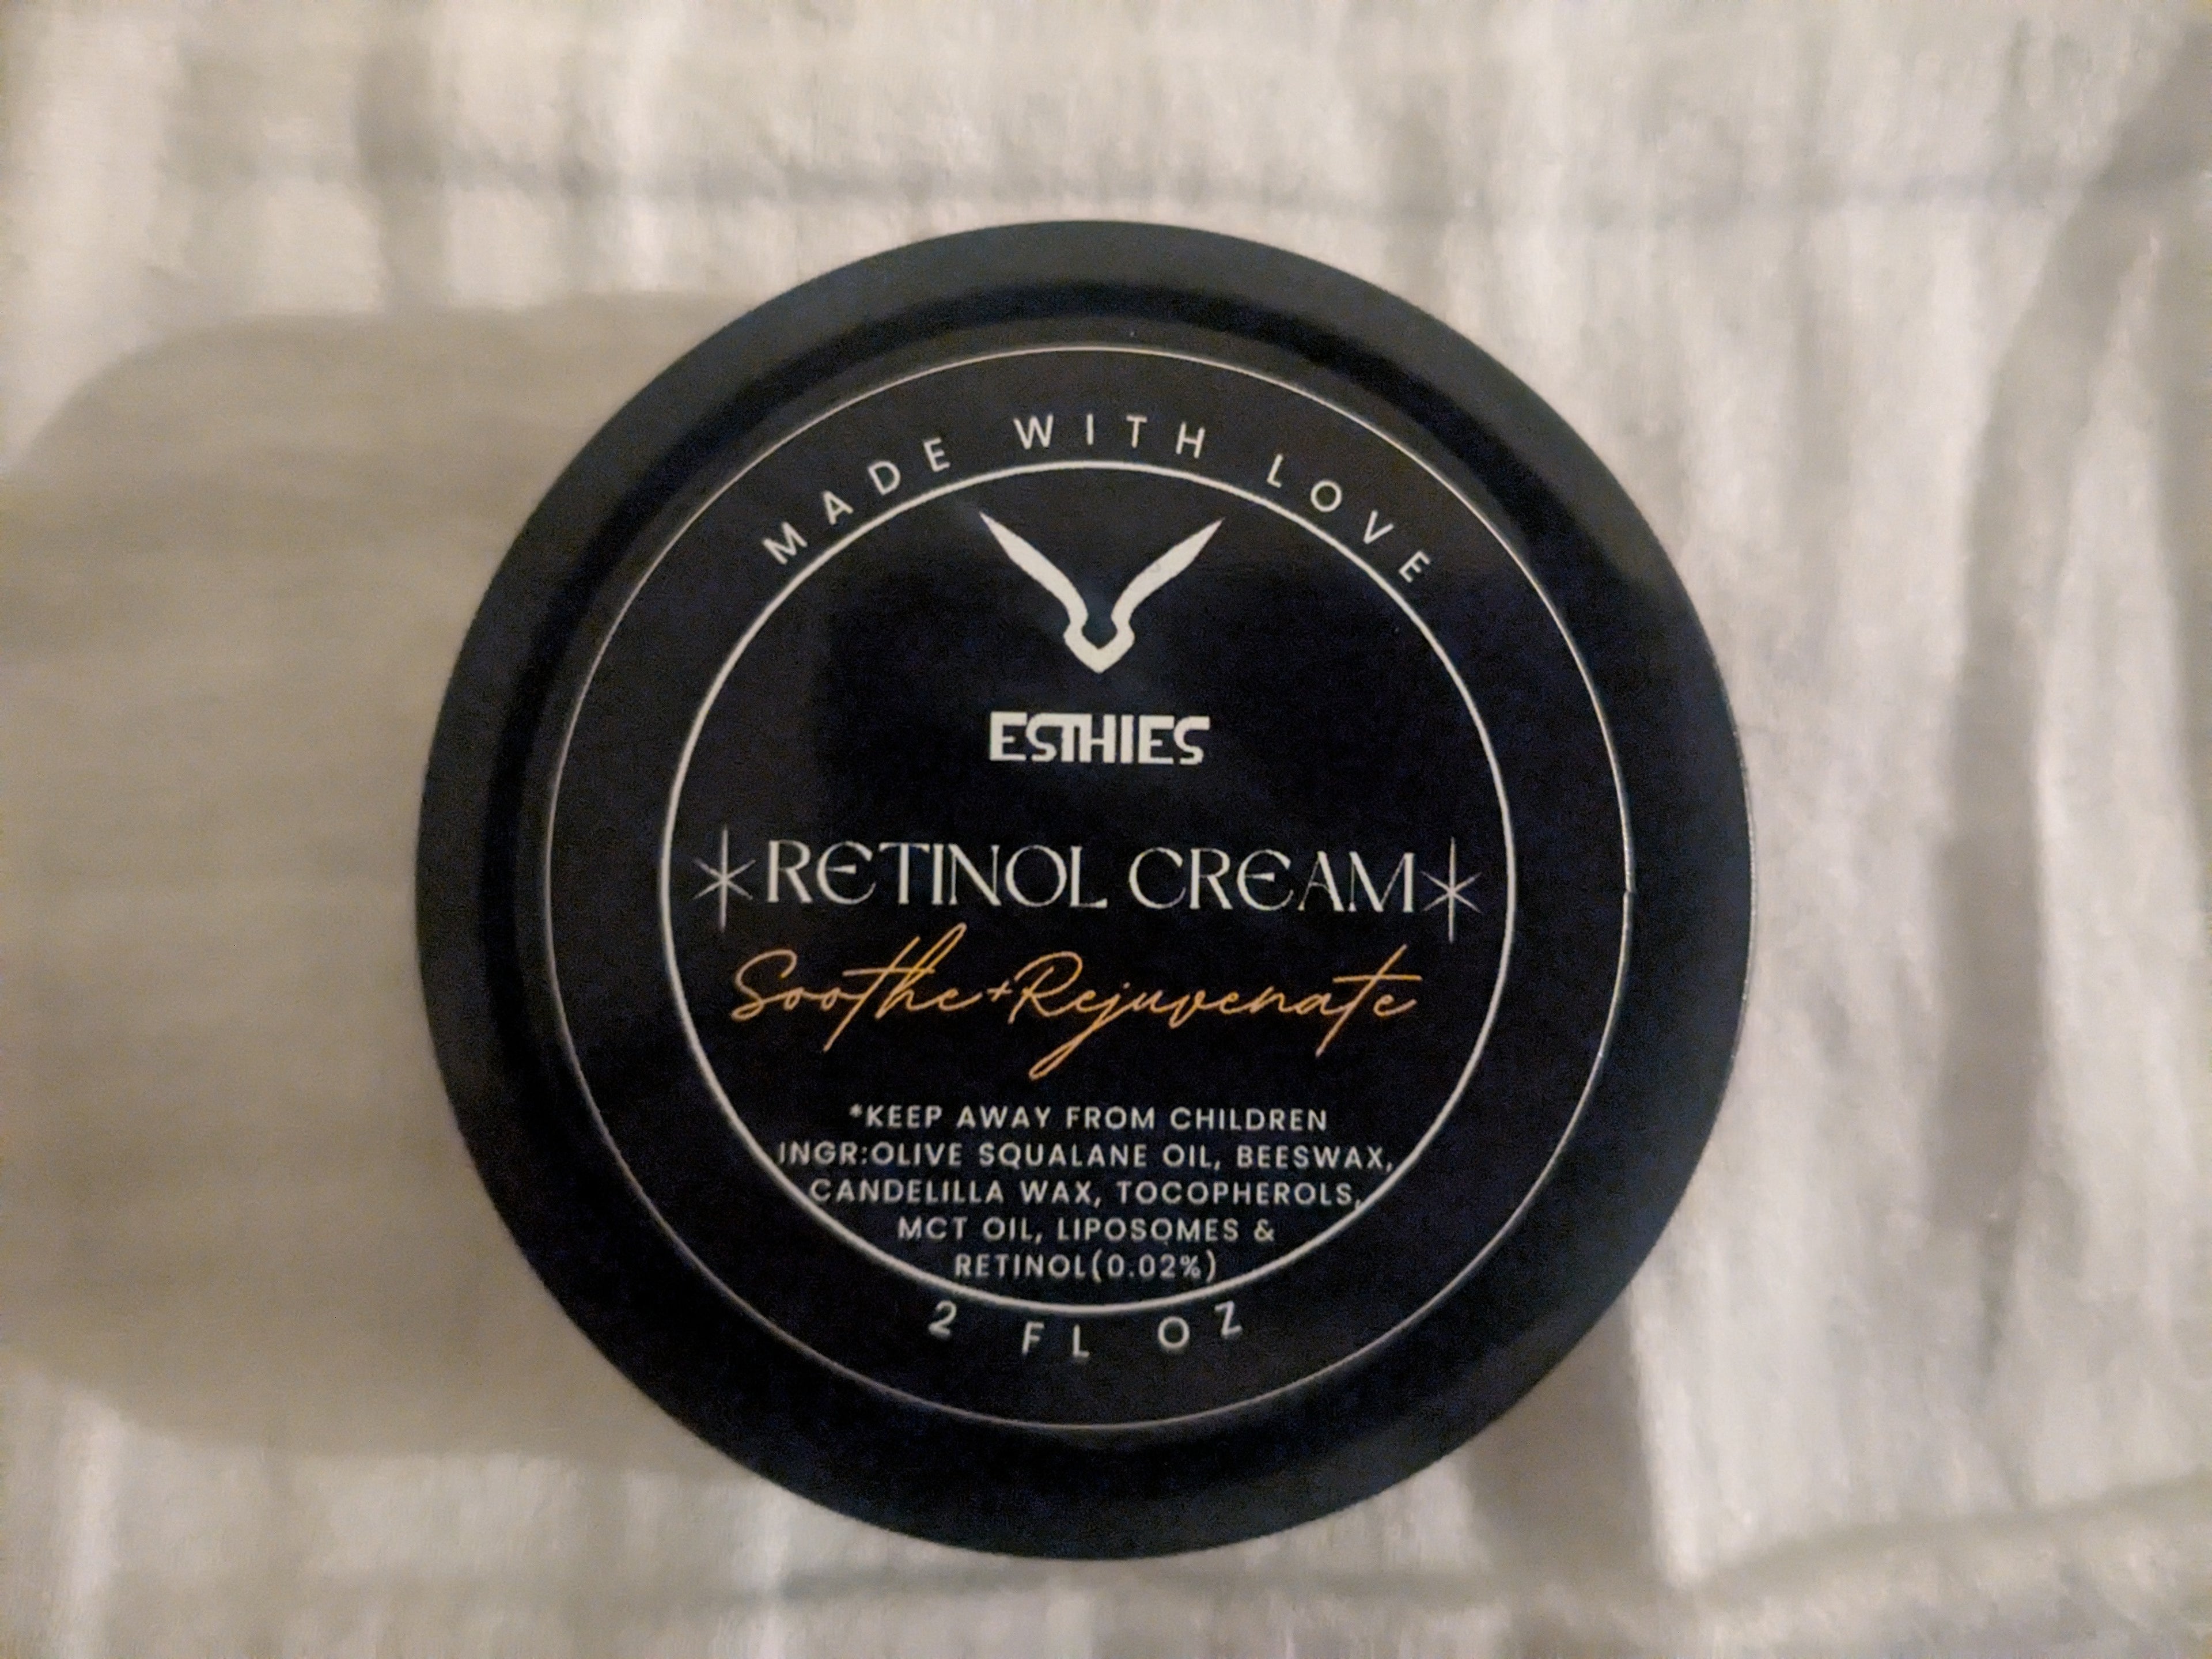 MADE WITH LOVE
ESTHIES
RETINOL CREAM
Soothe+Rejuvenate
*KEEP AWAY FROM CHILDREN
INGR:OLIVE SQUALANE OIL, BEESWAX,
CANDELILLA WAX, TOCOPHEROLS,
MCT OIL, LIPOSOMES &
RETINOL(0.02%)
2 FL OZ